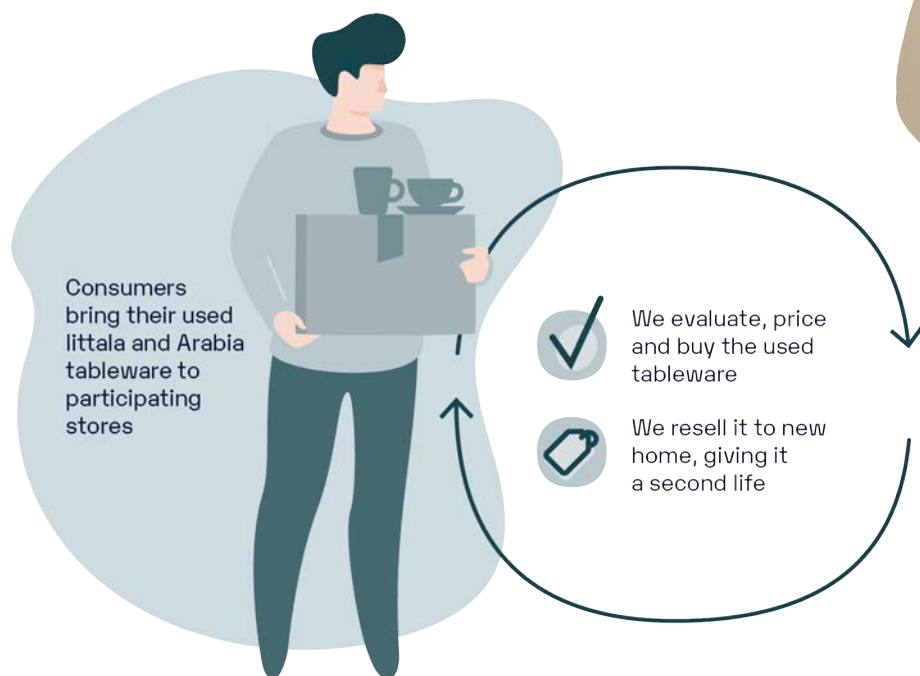 Consumers
bring their used
Iittala and Arabia
tableware to
participating
stores
We evaluate, price
and buy the used
tableware
We resell it to new
home, giving it
a second life